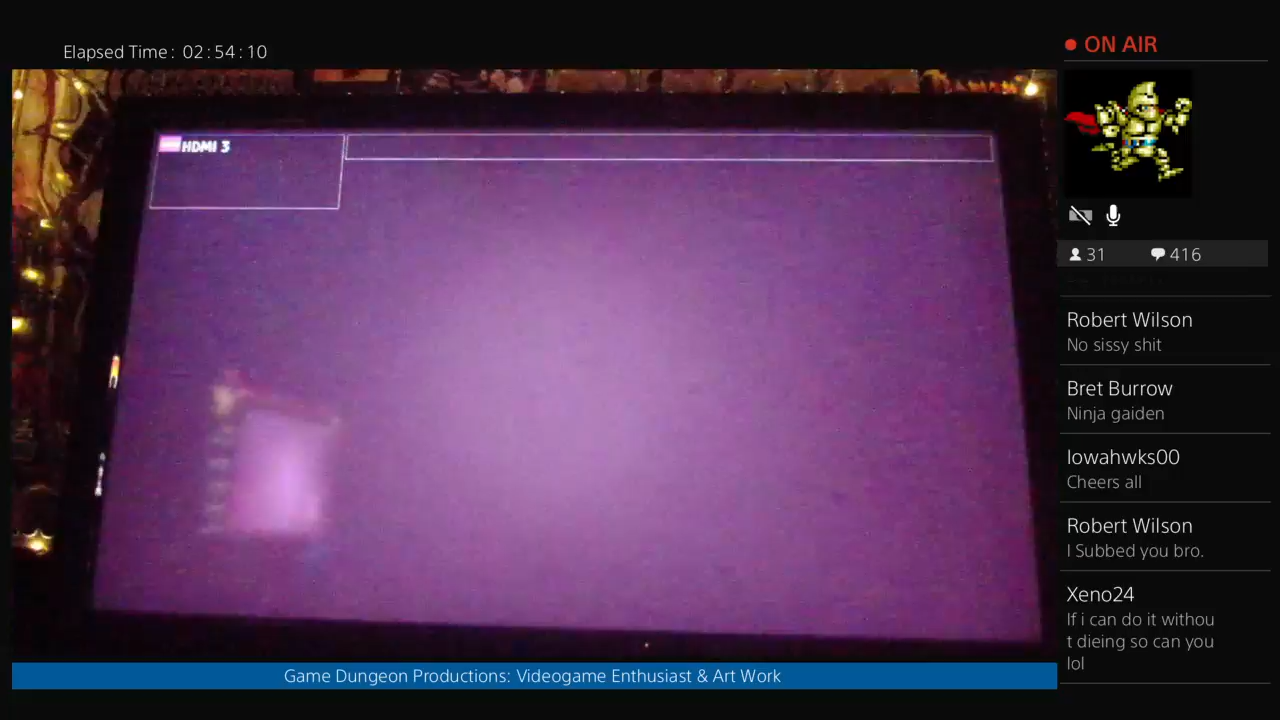 Elapsed Time: 02:54:10
ON AIR
HDMI 3
31 416
Robert Wilson
No sissy shit
Bret Burrow
Ninja gaiden
Iowahwks00
Cheers all
Robert Wilson
I Subbed you bro.
Xeno24
If i can do it withou
t dieing so can you
lol
Game Dungeon Productions: Videogame Enthusiast & Art Work